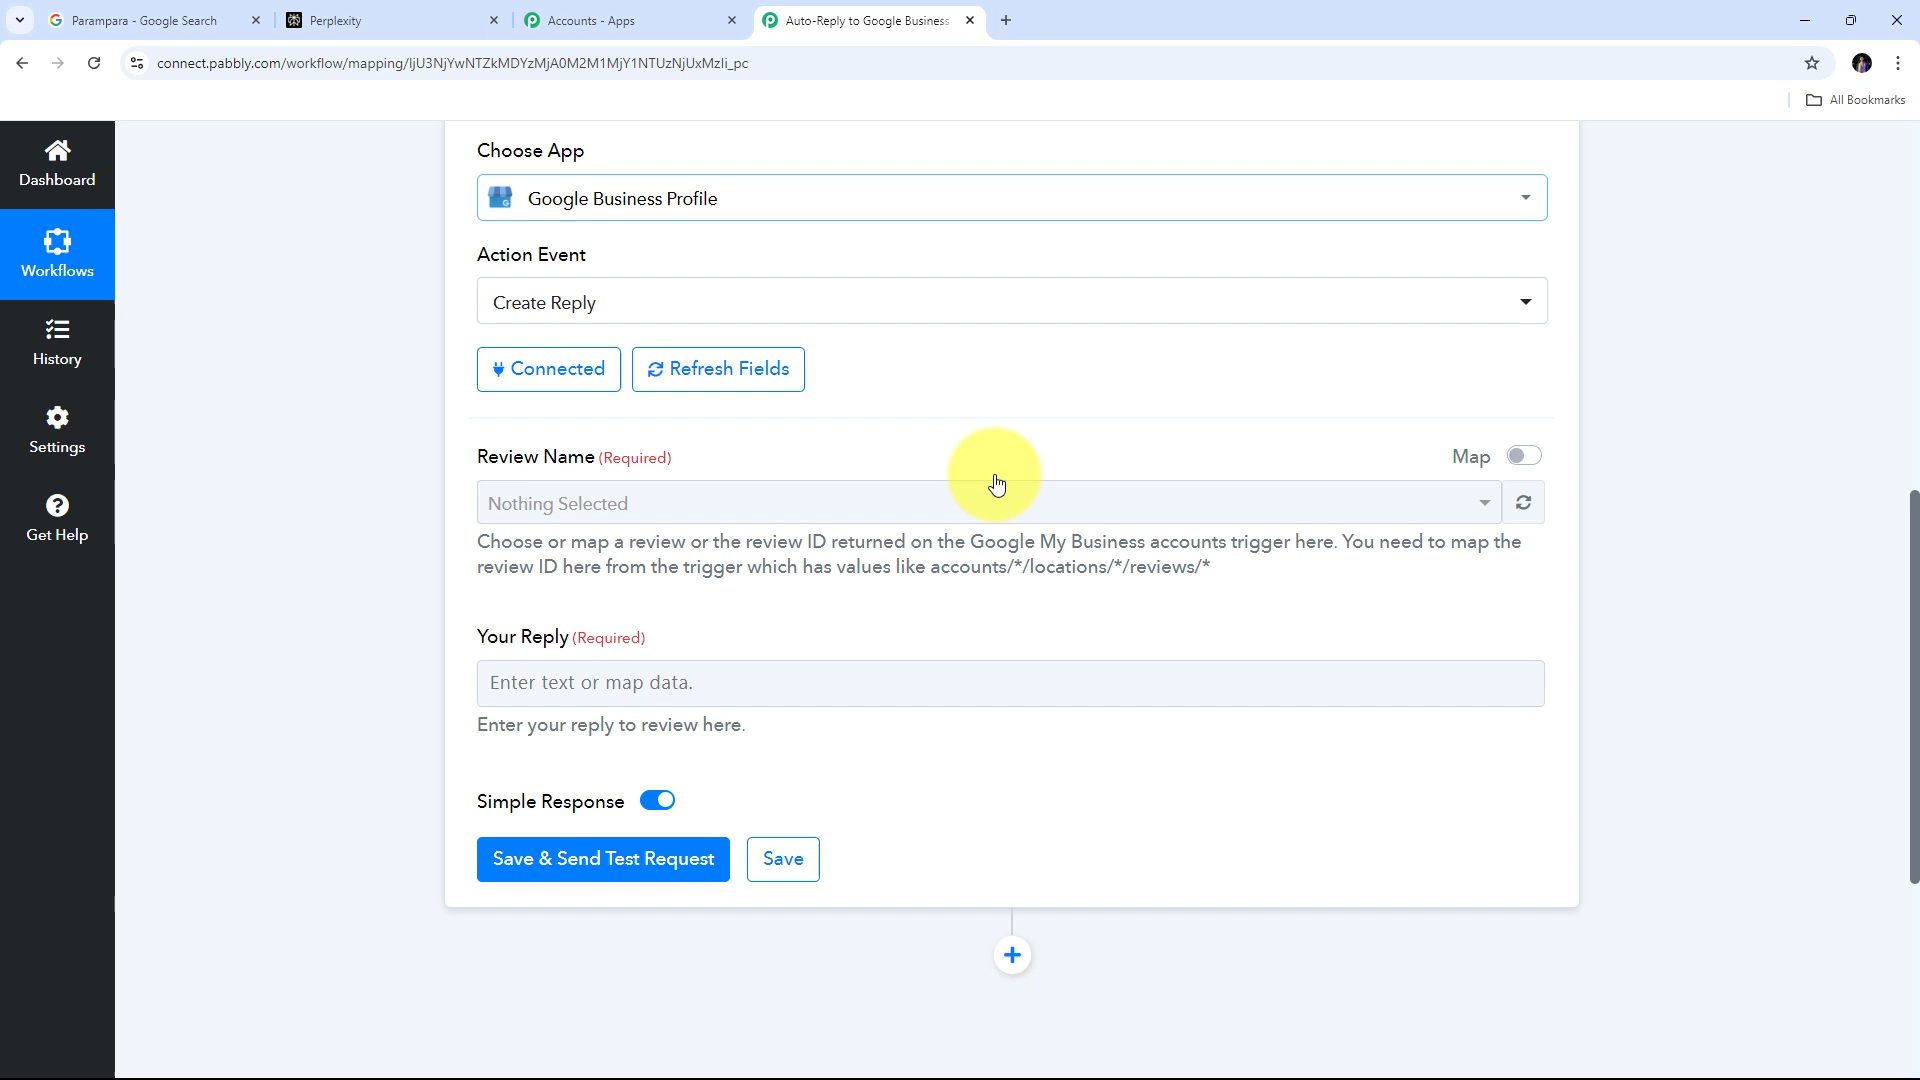 Parampara - Google Search
Perplexity
Accounts - Apps
Auto-Reply to Google Business
connect.pabbly.com/workflow/mapping/IjU3NjYwNTZkMDYzMjA0M2M1MjY1NTUzNjUxMzIi_pc
All Bookmarks
Dashboard
Workflows
History
Settings
Get Help
Choose App
Google Business Profile
Action Event
Create Reply
Connected
Refresh Fields
Review Name (Required)
Map
Nothing Selected
Choose or map a review or the review ID returned on the Google My Business accounts trigger here. You need to map the
review ID here from the trigger which has values like accounts/*/locations/*/reviews/*
Your Reply (Required)
Enter text or map data.
Enter your reply to review here.
Simple Response
Save & Send Test Request
Save